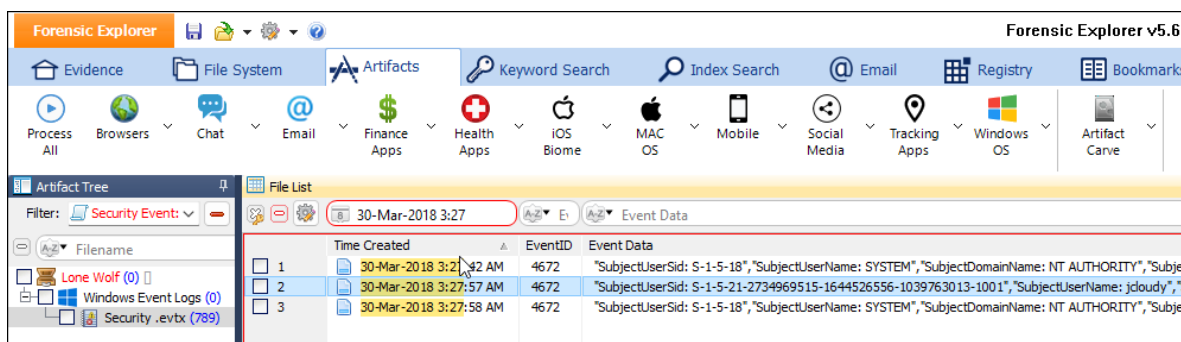 Forensic Explorer
Forensic Explorer v5.6
Evidence File System Artifacts Keyword Search Index Search Email Registry Bookmarks
Process All Browsers Chat Email Finance Apps Health Apps iOS Biome MAC OS Mobile Social Media Tracking Apps Windows OS Artifact Carve
Artifact Tree
Filter: Security Event:
Filename
Lone Wolf (0)
Windows Event Logs (0)
Security .evtx (789)
File List
8 30-Mar-2018 3:27 A-Z Event Data
Time Created EventID Event Data
1 30-Mar-2018 3:27:42 AM 4672 "SubjectUserSid: S-1-5-18","SubjectUserName: SYSTEM","SubjectDomainName: NT AUTHORITY","Subje
2 30-Mar-2018 3:27:57 AM 4672 "SubjectUserSid: S-1-5-21-2734969515-1644526556-1039763013-1001","SubjectUserName: jcloudy","
3 30-Mar-2018 3:27:58 AM 4672 "SubjectUserSid: S-1-5-18","SubjectUserName: SYSTEM","SubjectDomainName: NT AUTHORITY","Subje